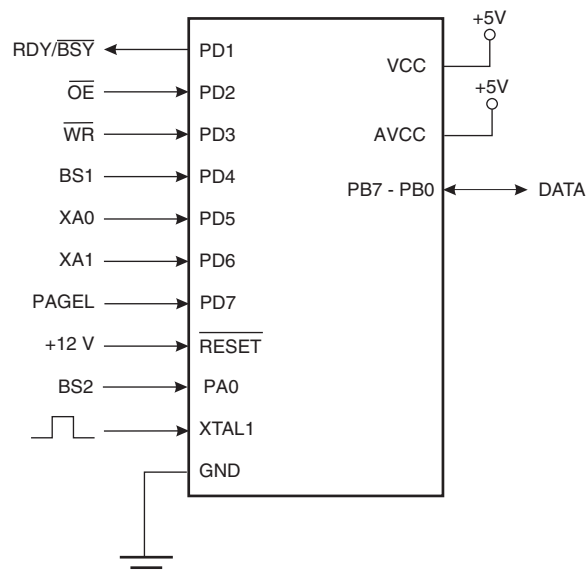 RDY/BSY PD1
OE PD2
WR PD3
BS1 PD4
XA0 PD5
XA1 PD6
PAGEL PD7
+12 V RESET
BS2 PA0
XTAL1
GND
+5V
VCC
+5V
AVCC
PB7 - PB0 DATA